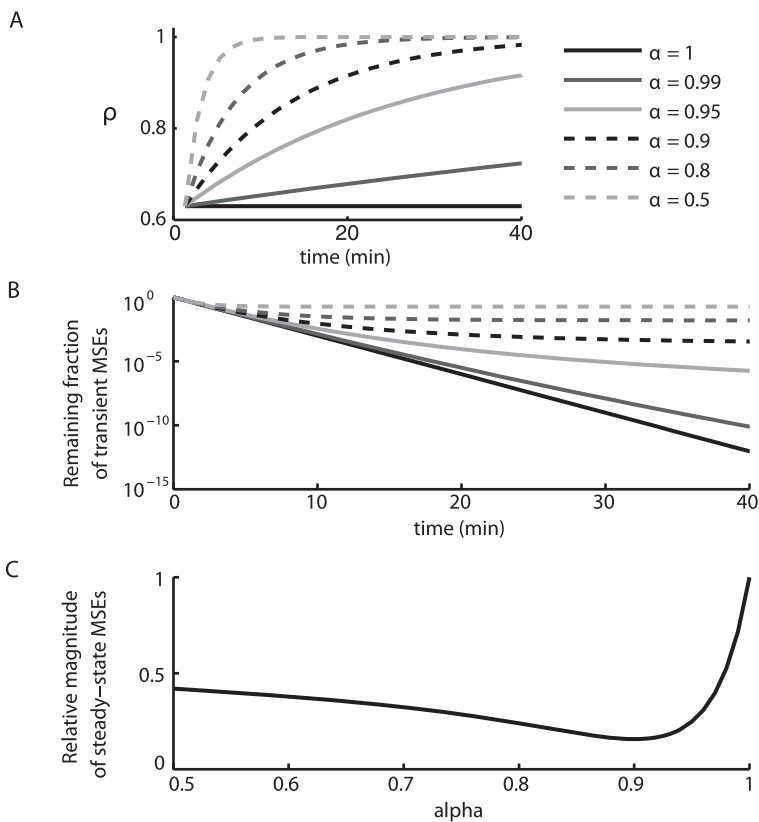 A
1
0.8
0.6
ρ
0
20
40
time (min)
α = 1
α = 0.99
α = 0.95
α = 0.9
α = 0.8
α = 0.5
B
10⁰
10⁻⁵
10⁻¹⁰
10⁻¹⁵
Remaining fraction
of transient MSEs
0
10
20
30
40
time (min)
C
1
0.5
0
Relative magnitude
of steady−state MSEs
0.5
0.6
0.7
0.8
0.9
1
alpha